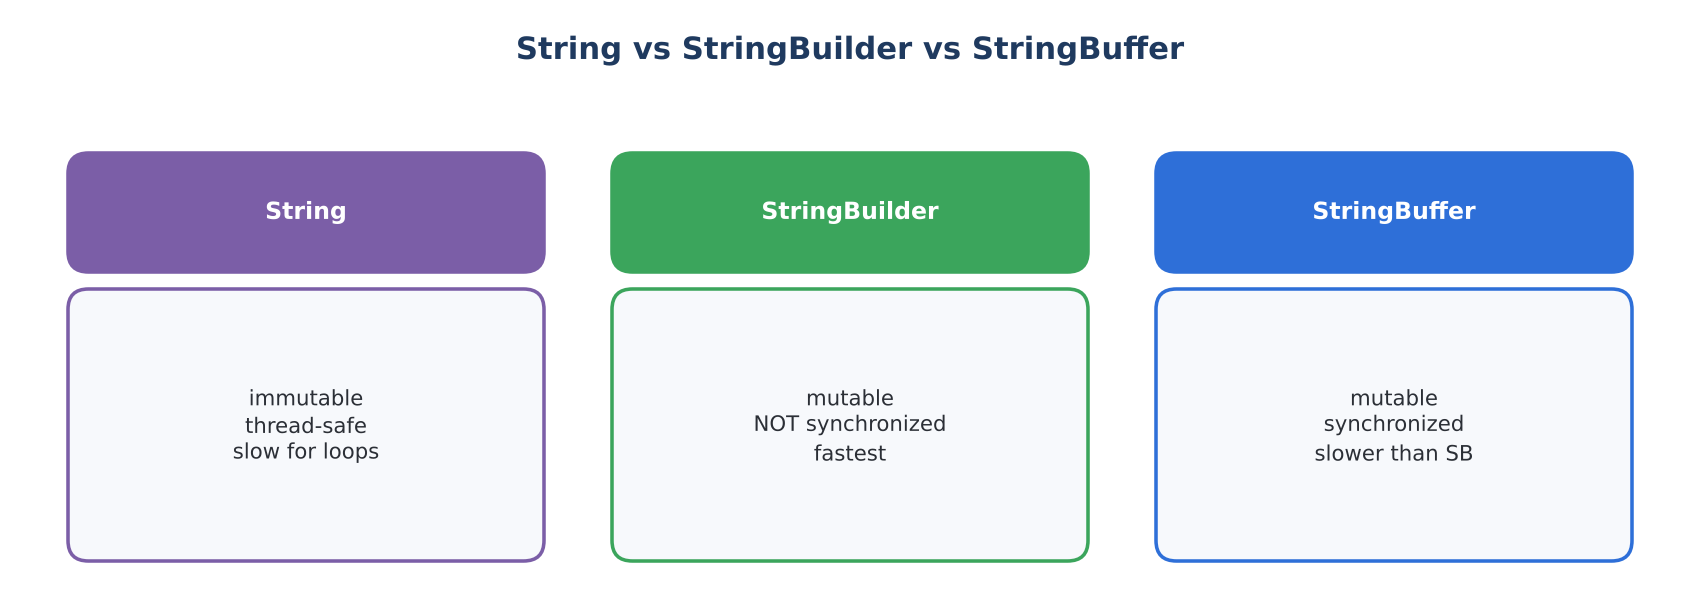 String vs StringBuilder vs StringBuffer
String
immutable
thread-safe
slow for loops
StringBuilder
mutable
NOT synchronized
fastest
StringBuffer
mutable
synchronized
slower than SB